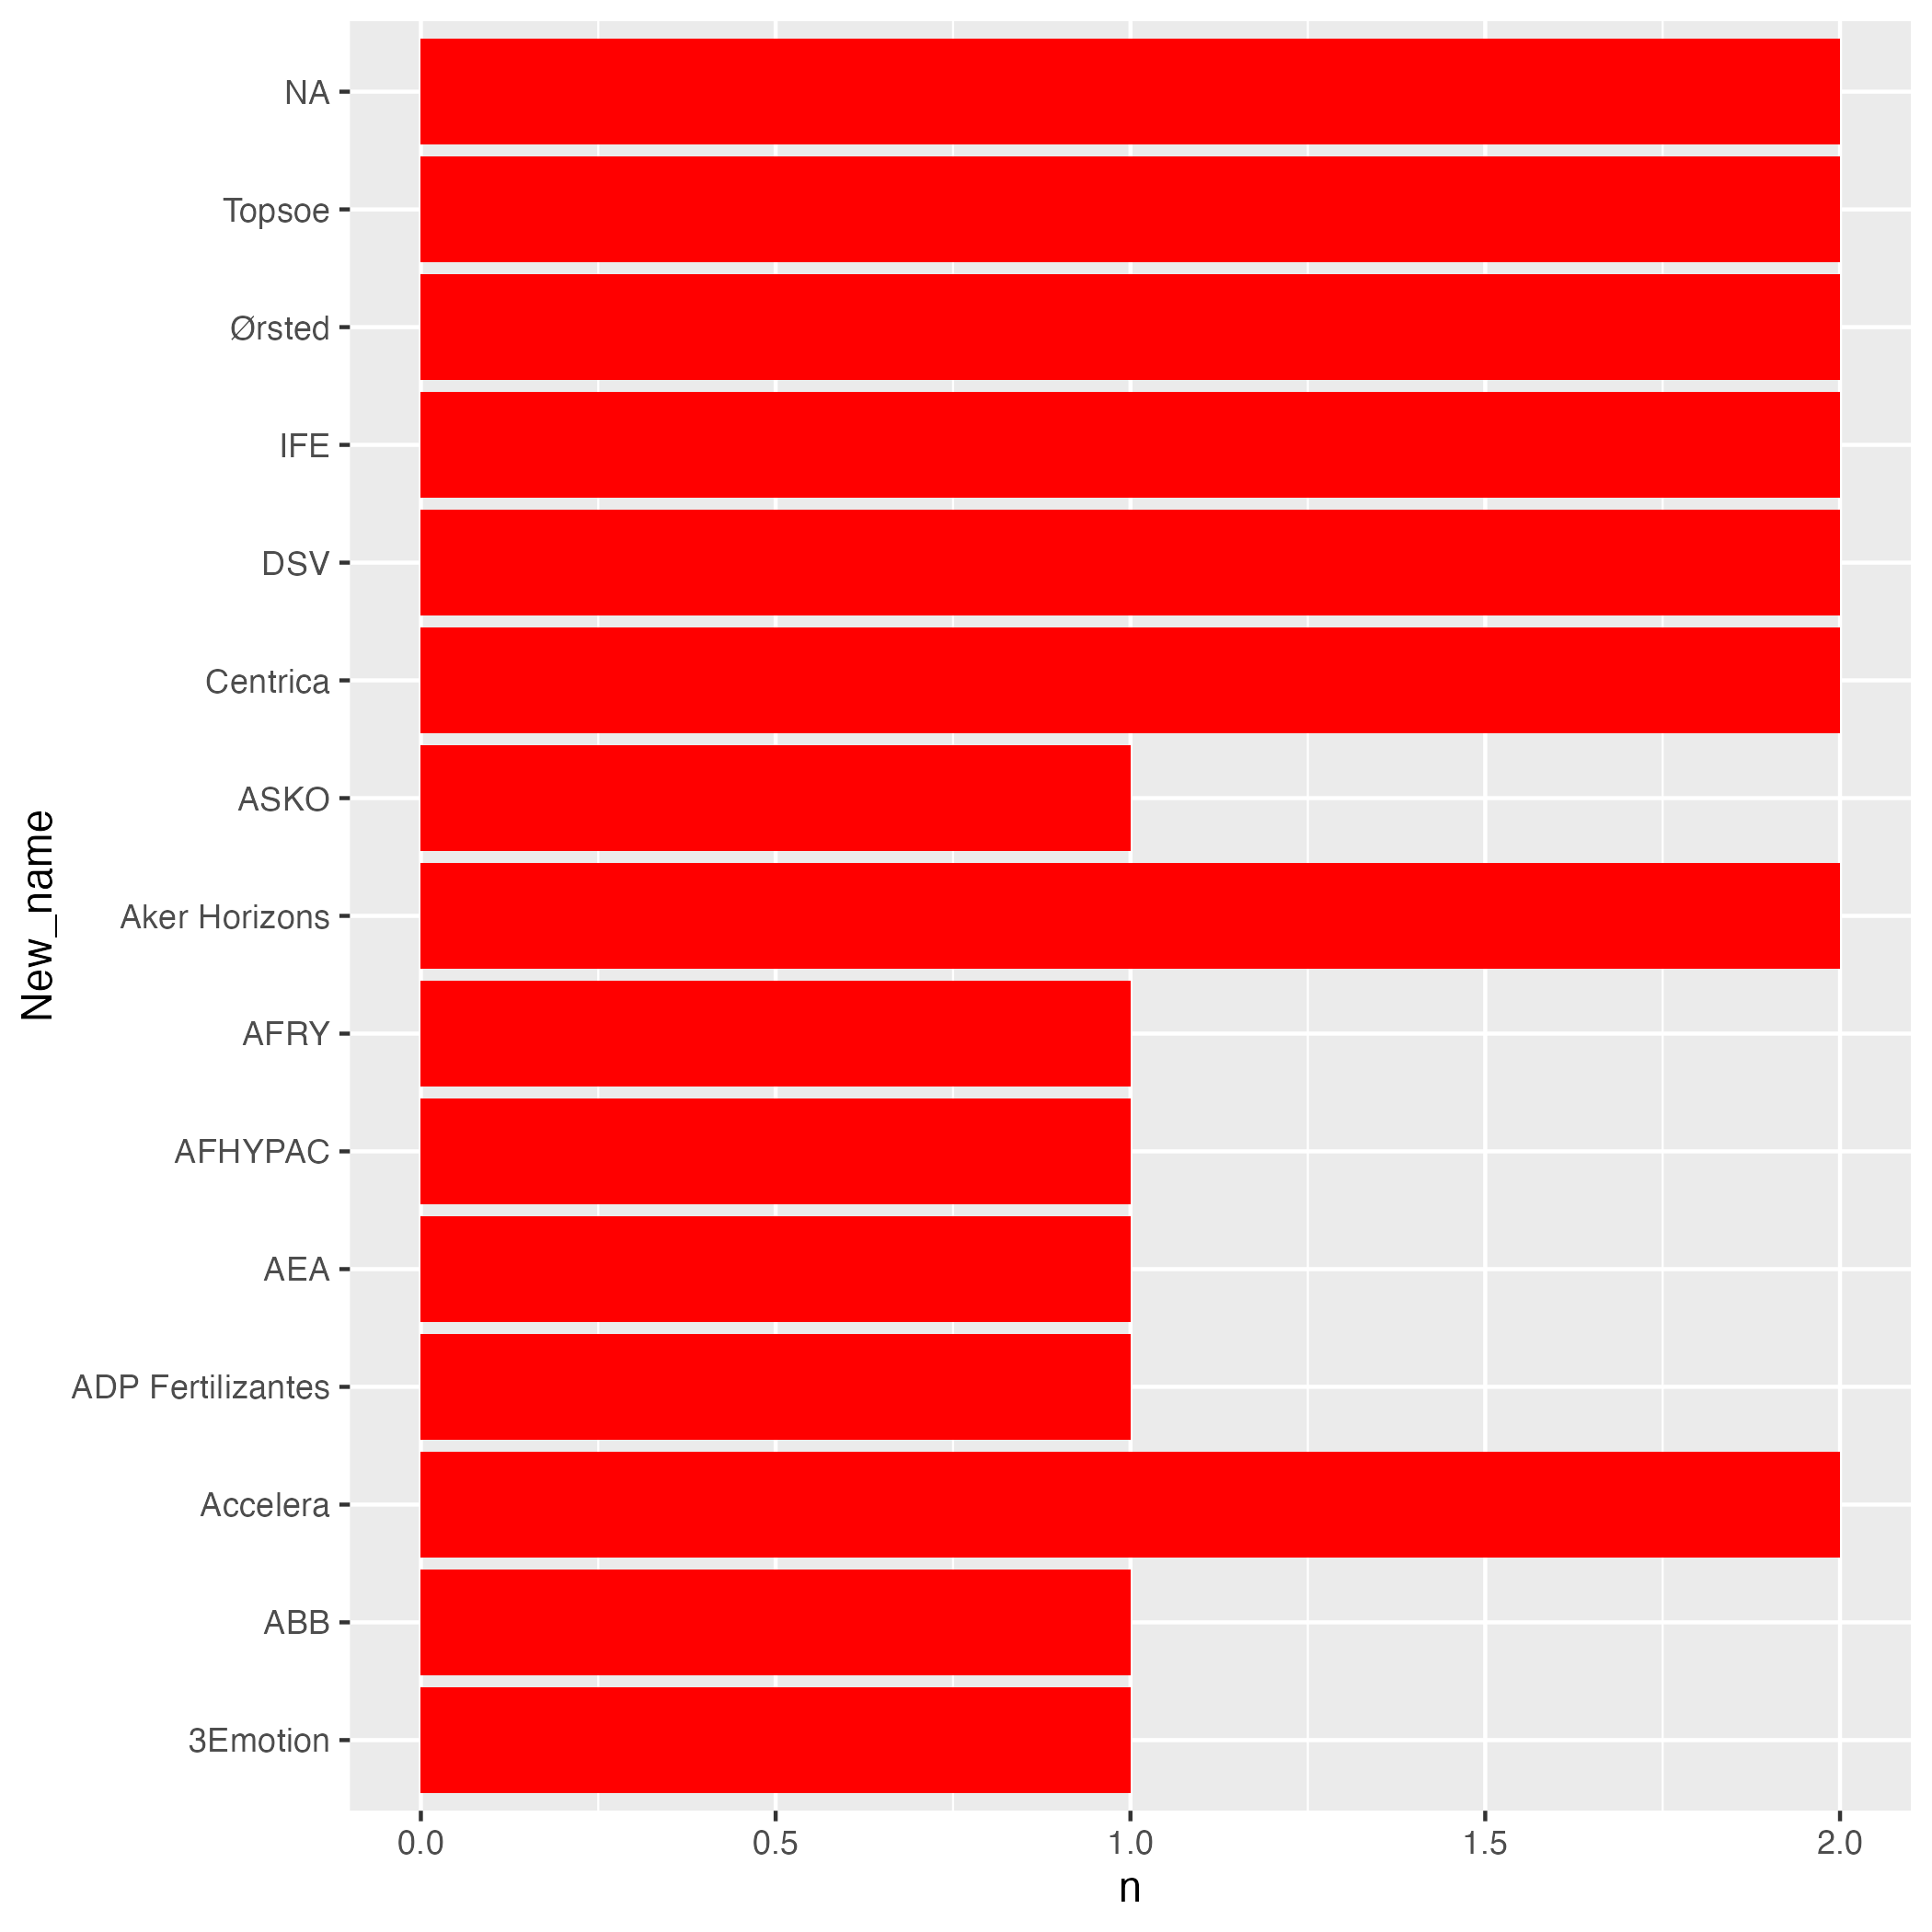 NA
Topsoe
Ørsted
IFE
DSV
Centrica
ASKO
Aker Horizons
AFRY
AFHYPAC
AEA
ADP Fertilizantes
Accelera
ABB
3Emotion
New_name
0.0 0.5 1.0 1.5 2.0
n